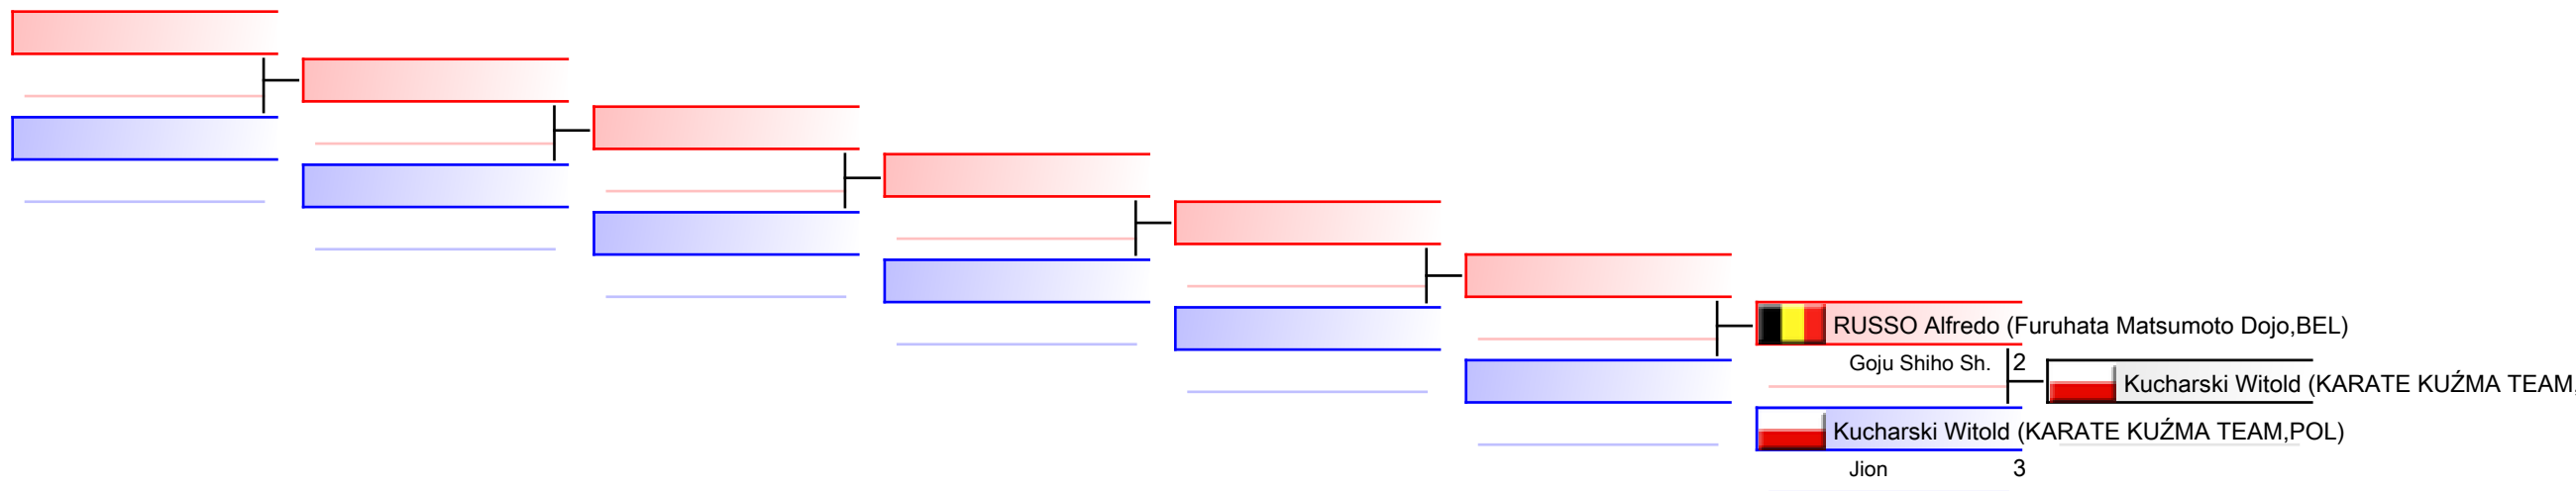 RUSSO Alfredo (Furuhata Matsumoto Dojo,BEL)
Goju Shiho Sh. 2
Kucharski Witold (KARATE KUŹMA TEAM,
Kucharski Witold (KARATE KUŹMA TEAM,POL)
Jion 3